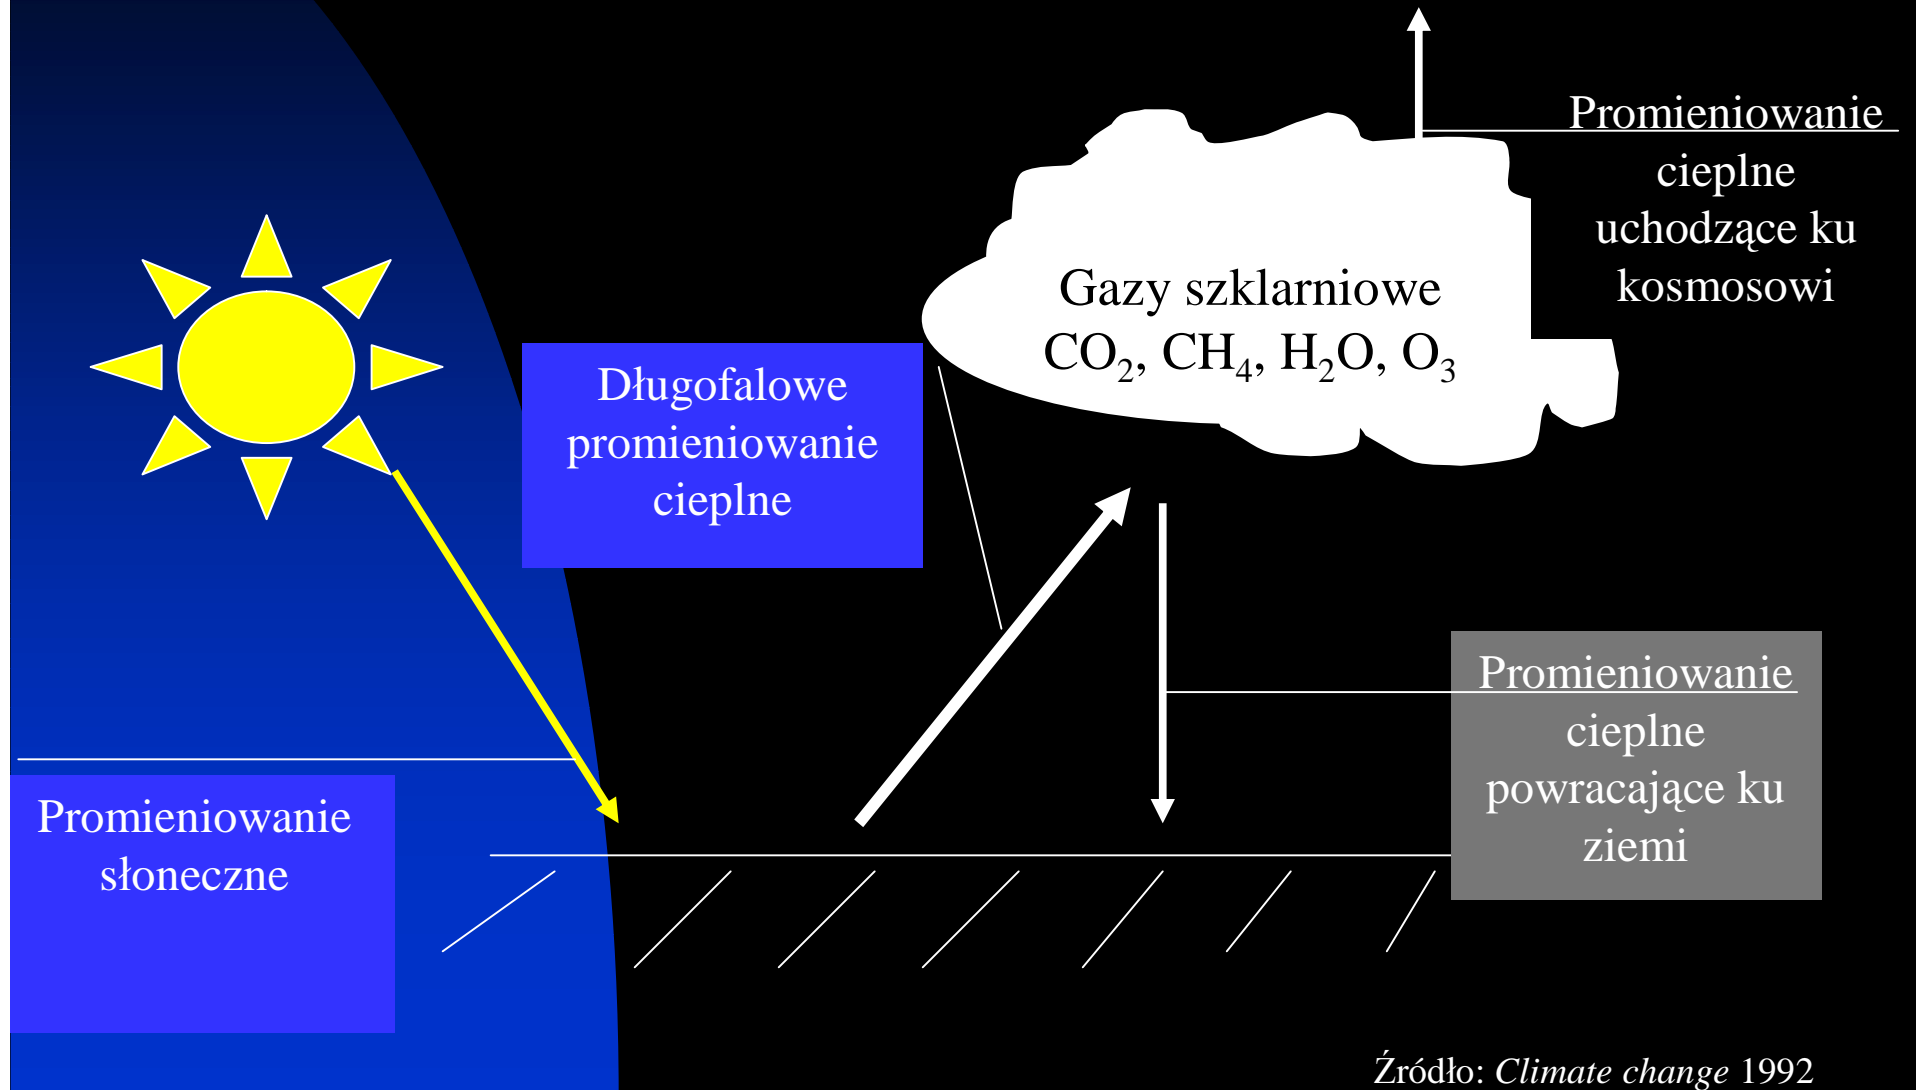 Promieniowanie
cieplne
uchodzące ku
kosmosowi
Gazy szklarniowe
CO₂, CH₄, H₂O, O₃
Długofalowe
promieniowanie
cieplne
Promieniowanie
cieplne
powracające ku
ziemi
Promieniowanie
słoneczne
Źródło: Climate change 1992